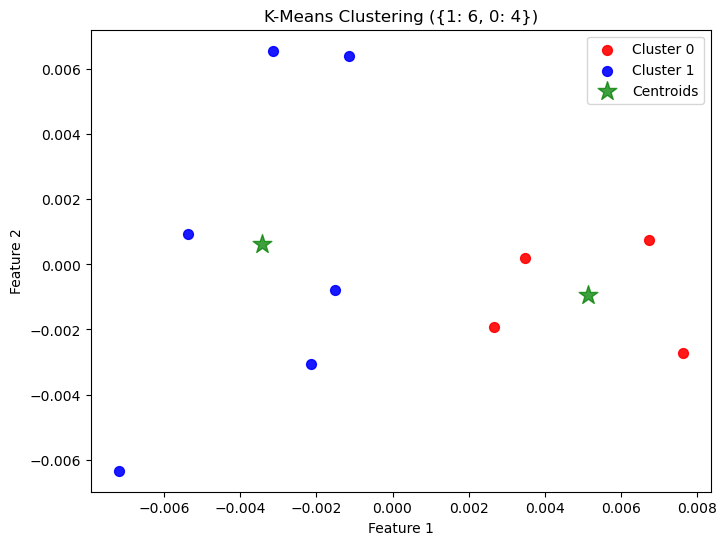 K-Means Clustering ({1: 6, 0: 4})
Cluster 0
Cluster 1
Centroids
0.006
0.004
0.002
0.000
−0.002
−0.004
−0.006
Feature 2
−0.006
−0.004
−0.002
0.000
0.002
0.004
0.006
0.008
Feature 1